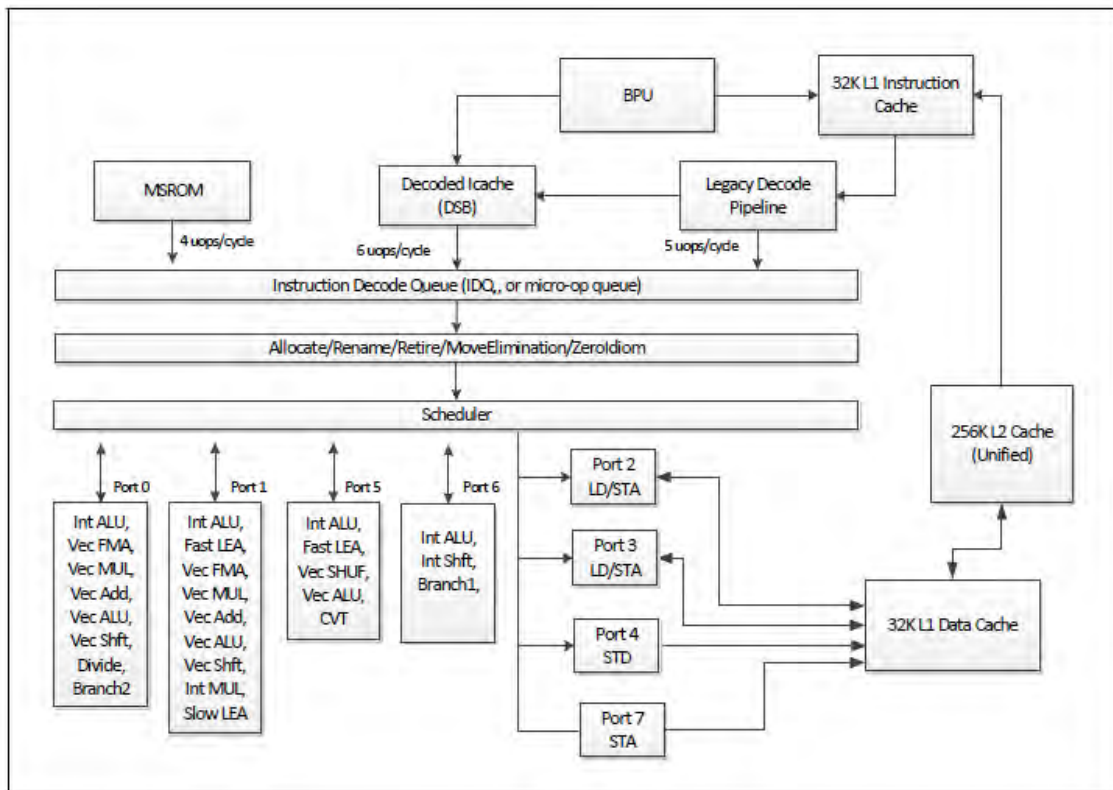 BPU
32K L1 Instruction
Cache
MSROM
Decoded Icache
(DSB)
Legacy Decode
Pipeline
4 uops/cycle
6 uops/cycle
5 uops/cycle
Instruction Decode Queue (IDQ,, or micro-op queue)
Allocate/Rename/Retire/MoveElimination/ZeroIdiom
Scheduler
256K L2 Cache
(Unified)
Port 0
Port 1
Port 5
Port 6
Int ALU,
Vec FMA,
Vec MUL,
Vec Add,
Vec ALU,
Vec Shft,
Divide,
Branch2
Int ALU,
Fast LEA,
Vec FMA,
Vec MUL,
Vec Add,
Vec ALU,
Vec Shft,
Int MUL,
Slow LEA
Int ALU,
Fast LEA,
Vec SHUF,
Vec ALU,
CVT
Int ALU,
Int Shft,
Branch1,
Port 2
LD/STA
Port 3
LD/STA
Port 4
STD
Port 7
STA
32K L1 Data Cache